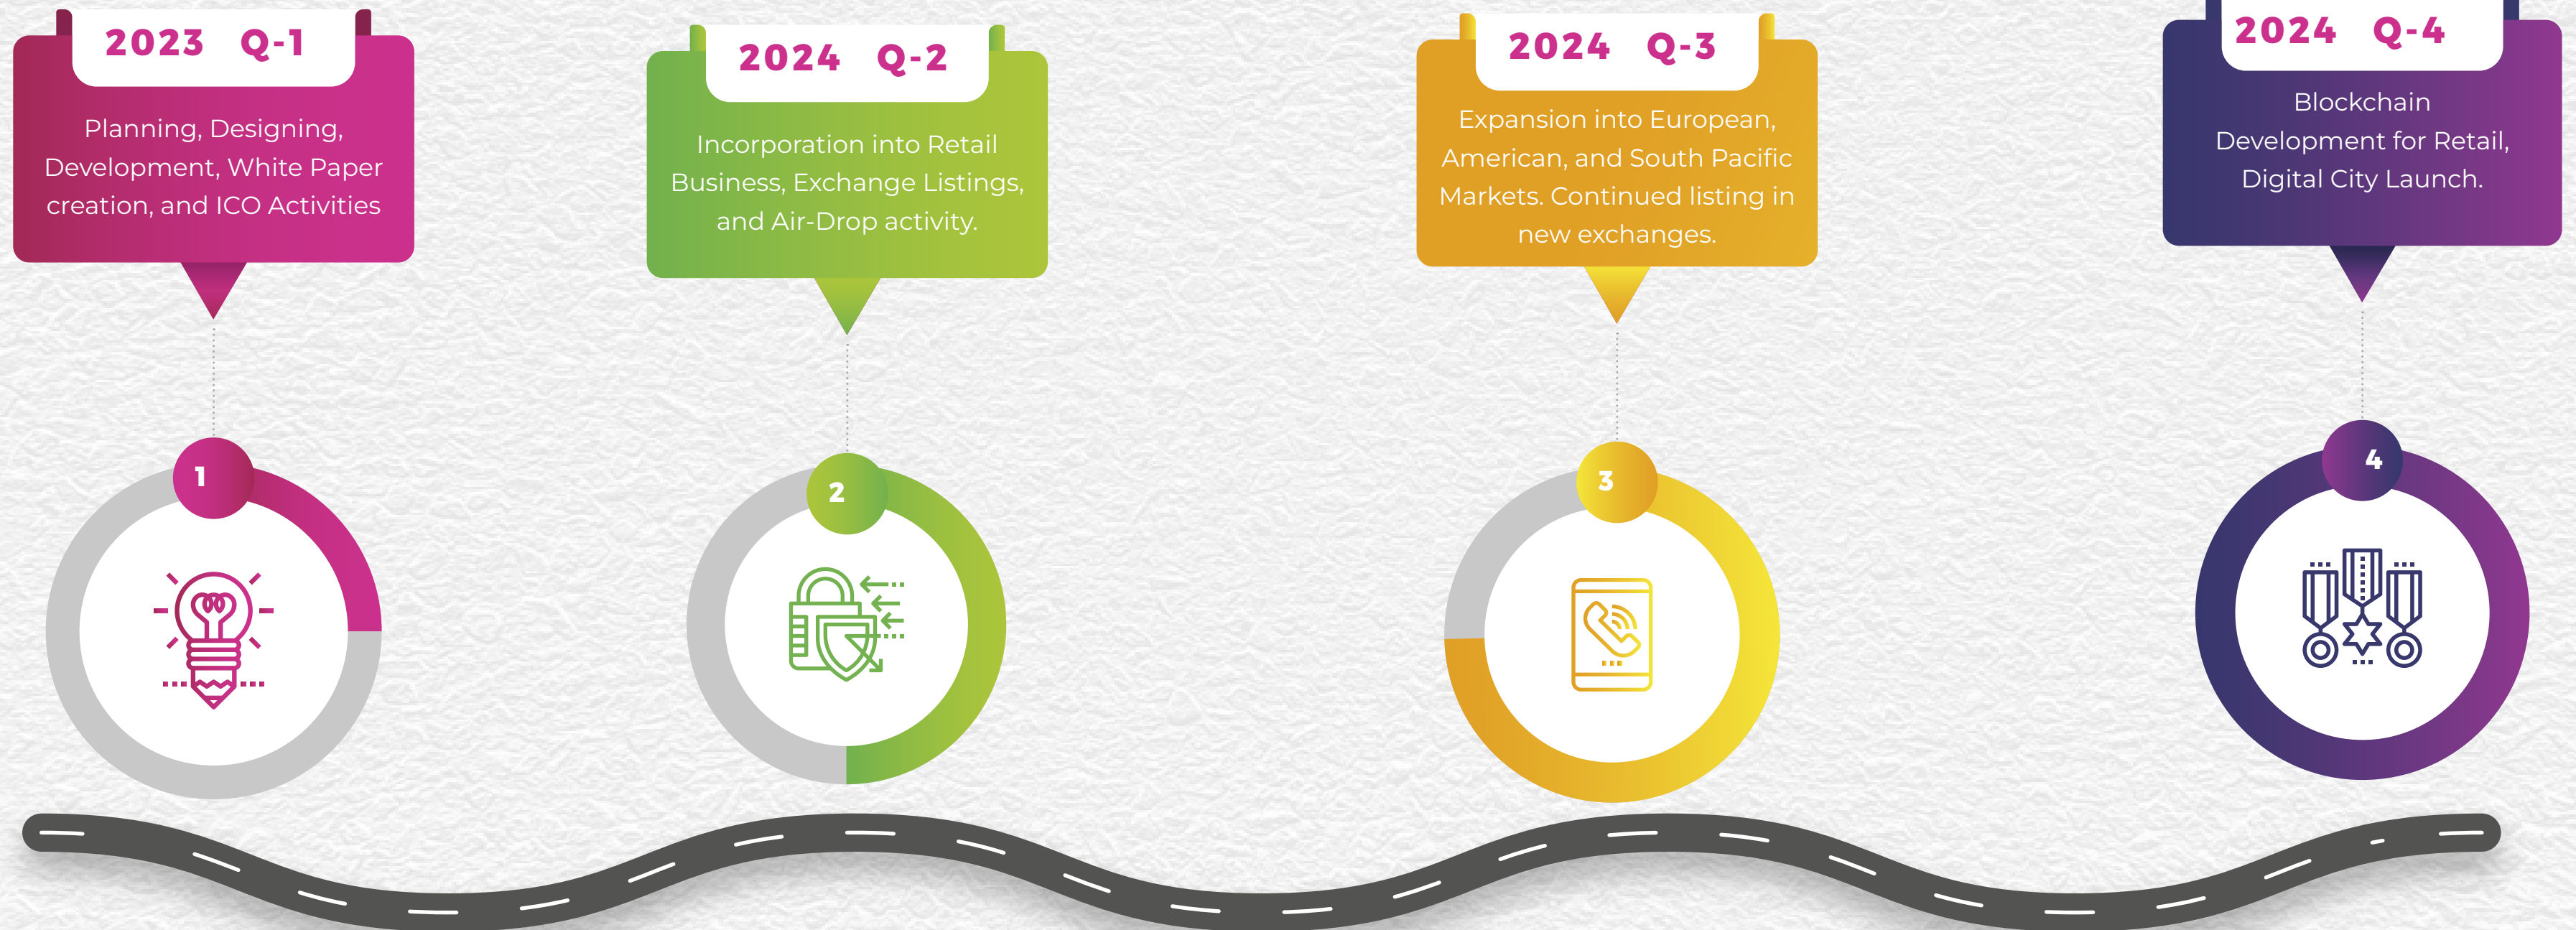 2023 Q-1
Planning, Designing,
Development, White Paper
creation, and ICO Activities
1
2024 Q-2
Incorporation into Retail
Business, Exchange Listings,
and Air-Drop activity.
2
2024 Q-3
Expansion into European,
American, and South Pacific
Markets. Continued listing in
new exchanges.
3
2024 Q-4
Blockchain
Development for Retail,
Digital City Launch.
4